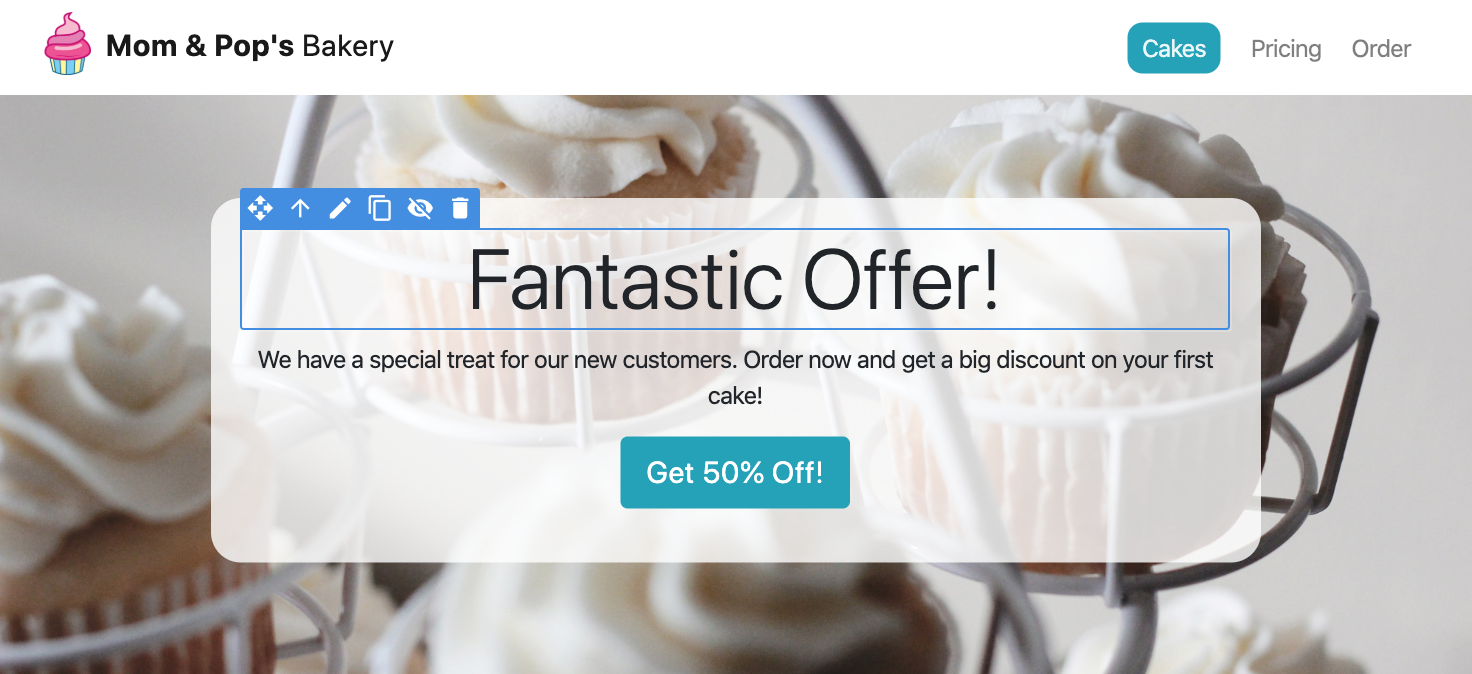 Mom & Pop's Bakery
Cakes
Pricing
Order
Fantastic Offer!
We have a special treat for our new customers. Order now and get a big discount on your first
cake!
Get 50% Off!